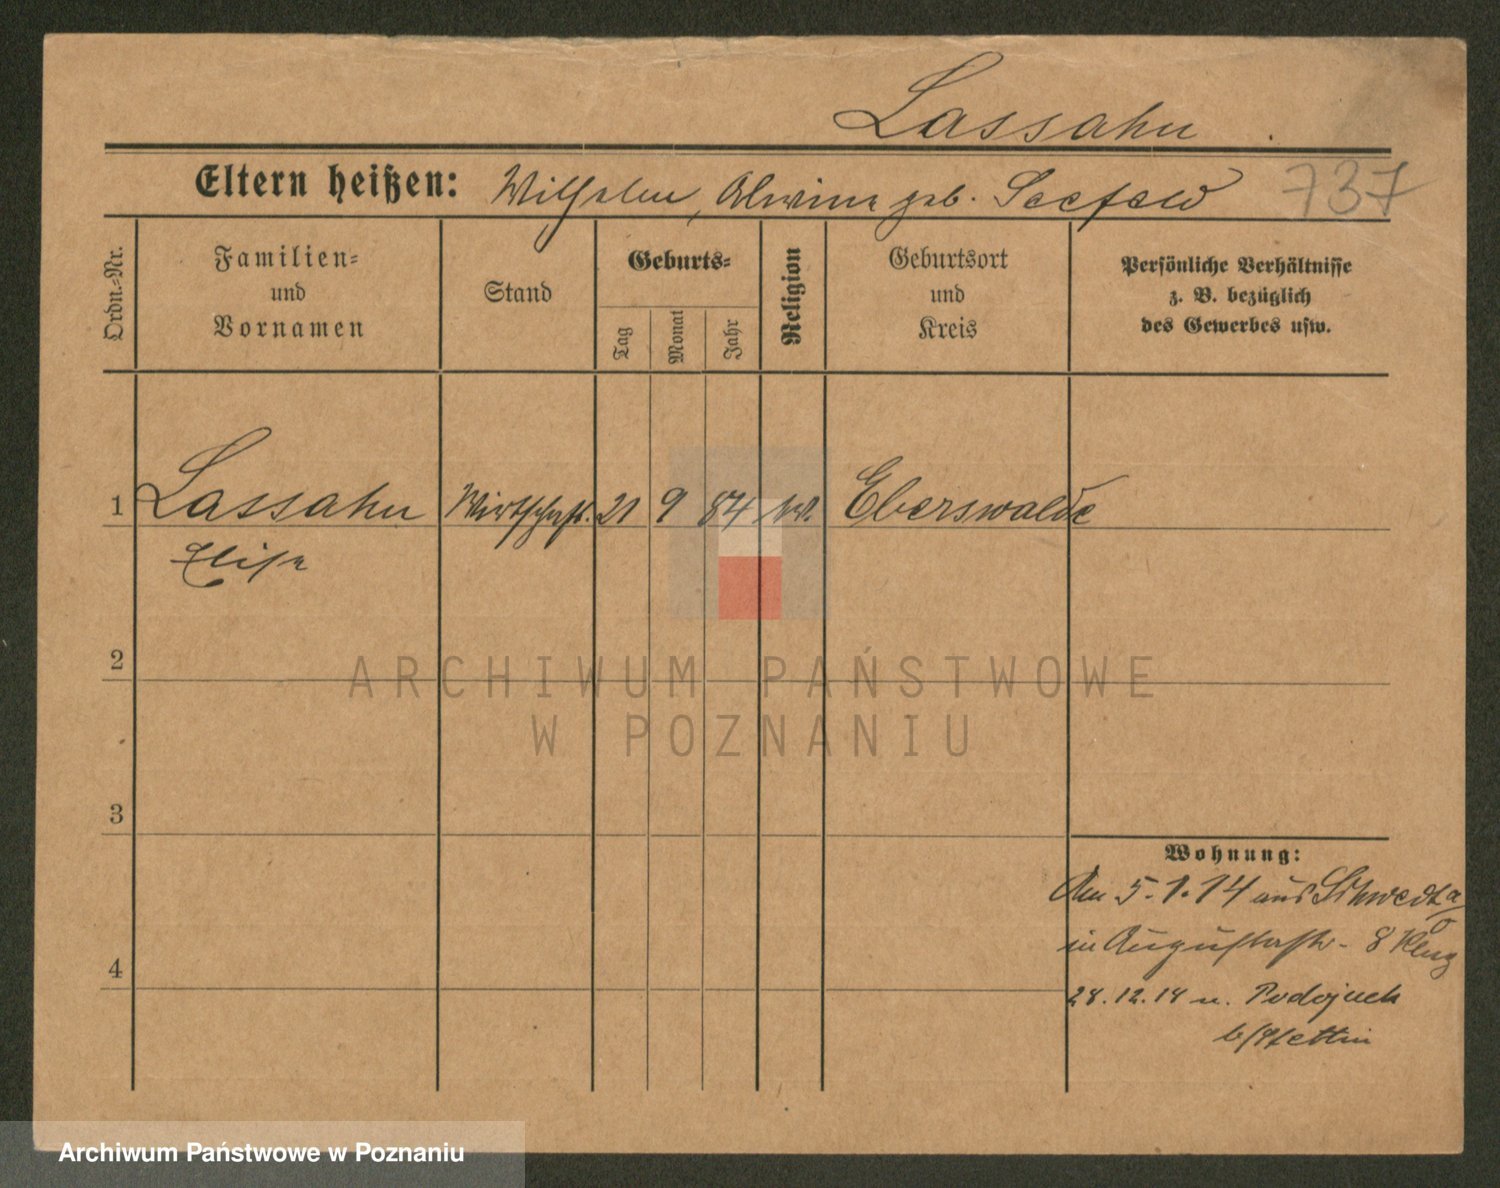 Lassahn
Eltern heißen: Wilhelm, Alwine geb. Seefeld 737
Ordn.-Nr.
Familien-
und
Vornamen
Stand
Geburts-
Tag
Monat
Jahr
Religion
Geburtsort
und
Kreis
Persönliche Verhältnisse
z. B. bezüglich
des Gewerbes usw.
1 Lassahn Wirtschaft. 21 9 84 Eberswalde
Elise
2
3
4
Wohnung:
Am 5.1.14 aus Schwedt a/o
in Augustastr. 8
28.12.14 n. Podejuch
b/Stettin
ARCHIWUM PAŃSTWOWE
W POZNANIU
Archiwum Państwowe w Poznaniu